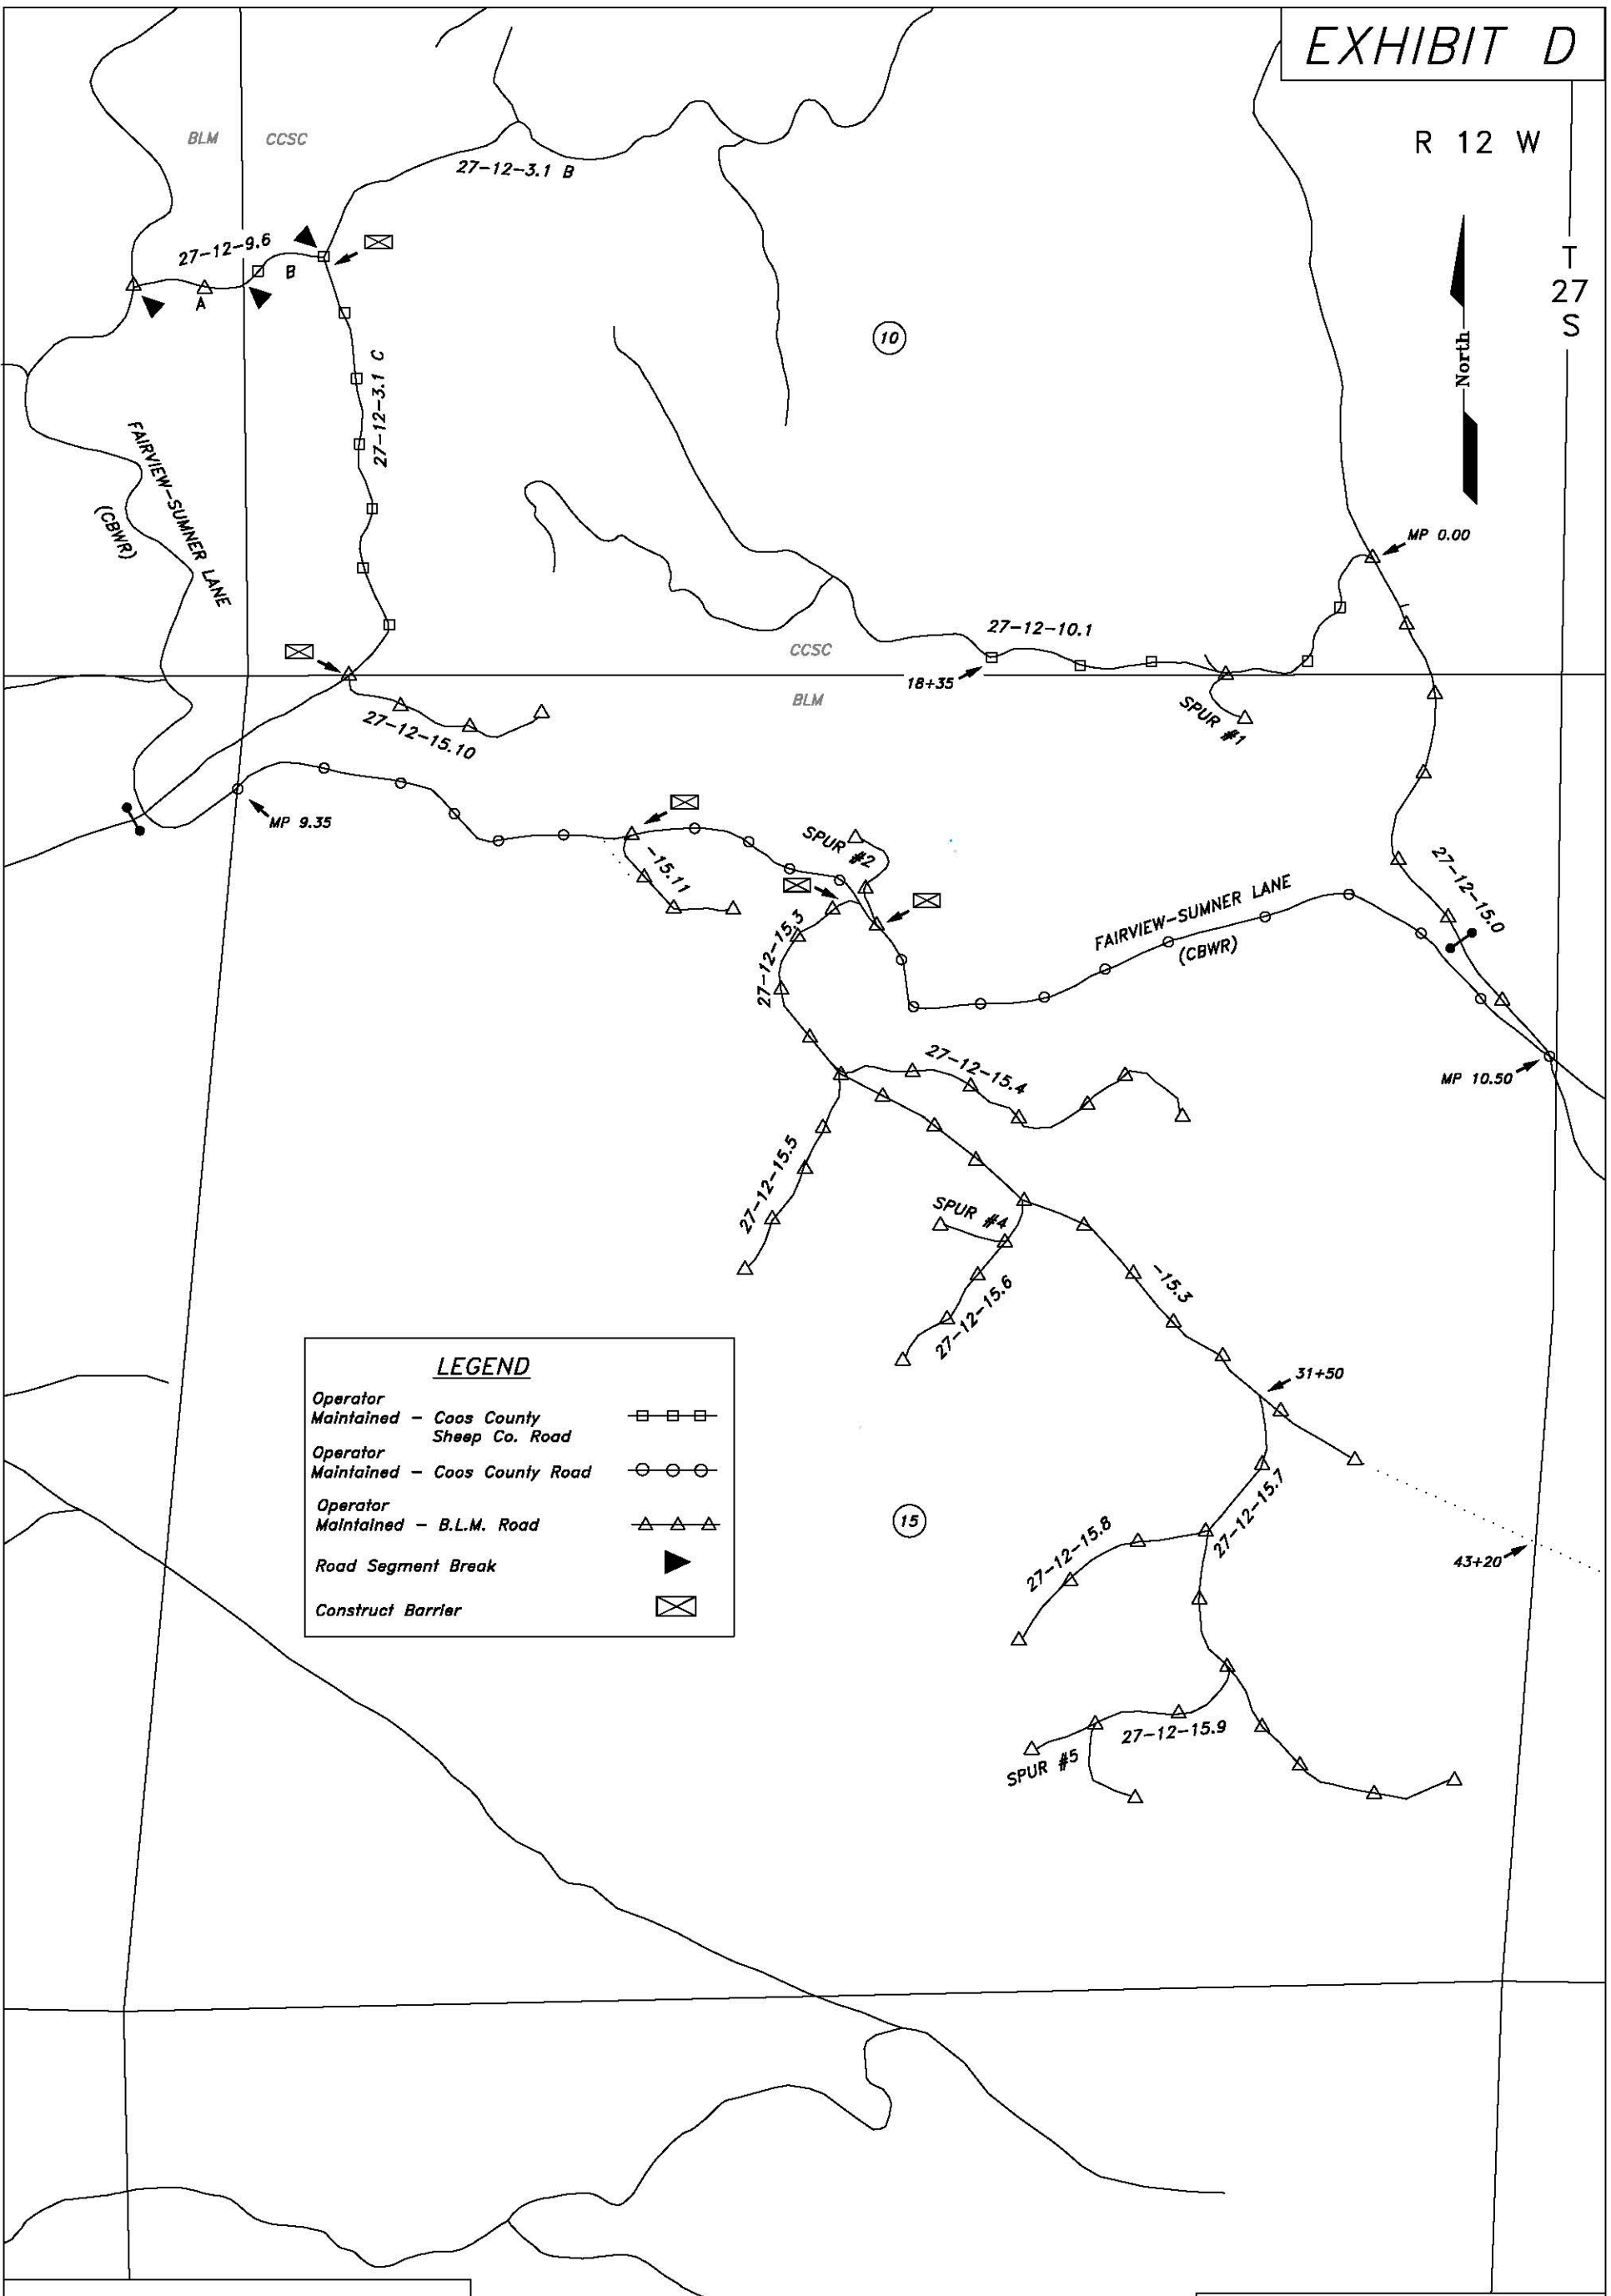 EXHIBIT D
R 12 W
T
27
S
North
BLM
CCSC
27-12-3.1 B
27-12-9.6
A
B
27-12-3.1 C
10
FAIRVIEW-SUMNER LANE
(CBWR)
MP 0.00
27-12-10.1
CCSC
18+35
BLM
SPUR #1
27-12-15.10
MP 9.35
-15.11
SPUR #2
27-12-15.3
27-12-15.0
FAIRVIEW-SUMNER LANE
(CBWR)
27-12-15.4
MP 10.50
27-12-15.5
SPUR #4
27-12-15.6
-15.3
31+50
LEGEND
Operator
Maintained - Coos County
Sheep Co. Road
Operator
Maintained - Coos County Road
Operator
Maintained - B.L.M. Road
Road Segment Break
Construct Barrier
15
27-12-15.7
27-12-15.8
43+20
27-12-15.9
SPUR #5